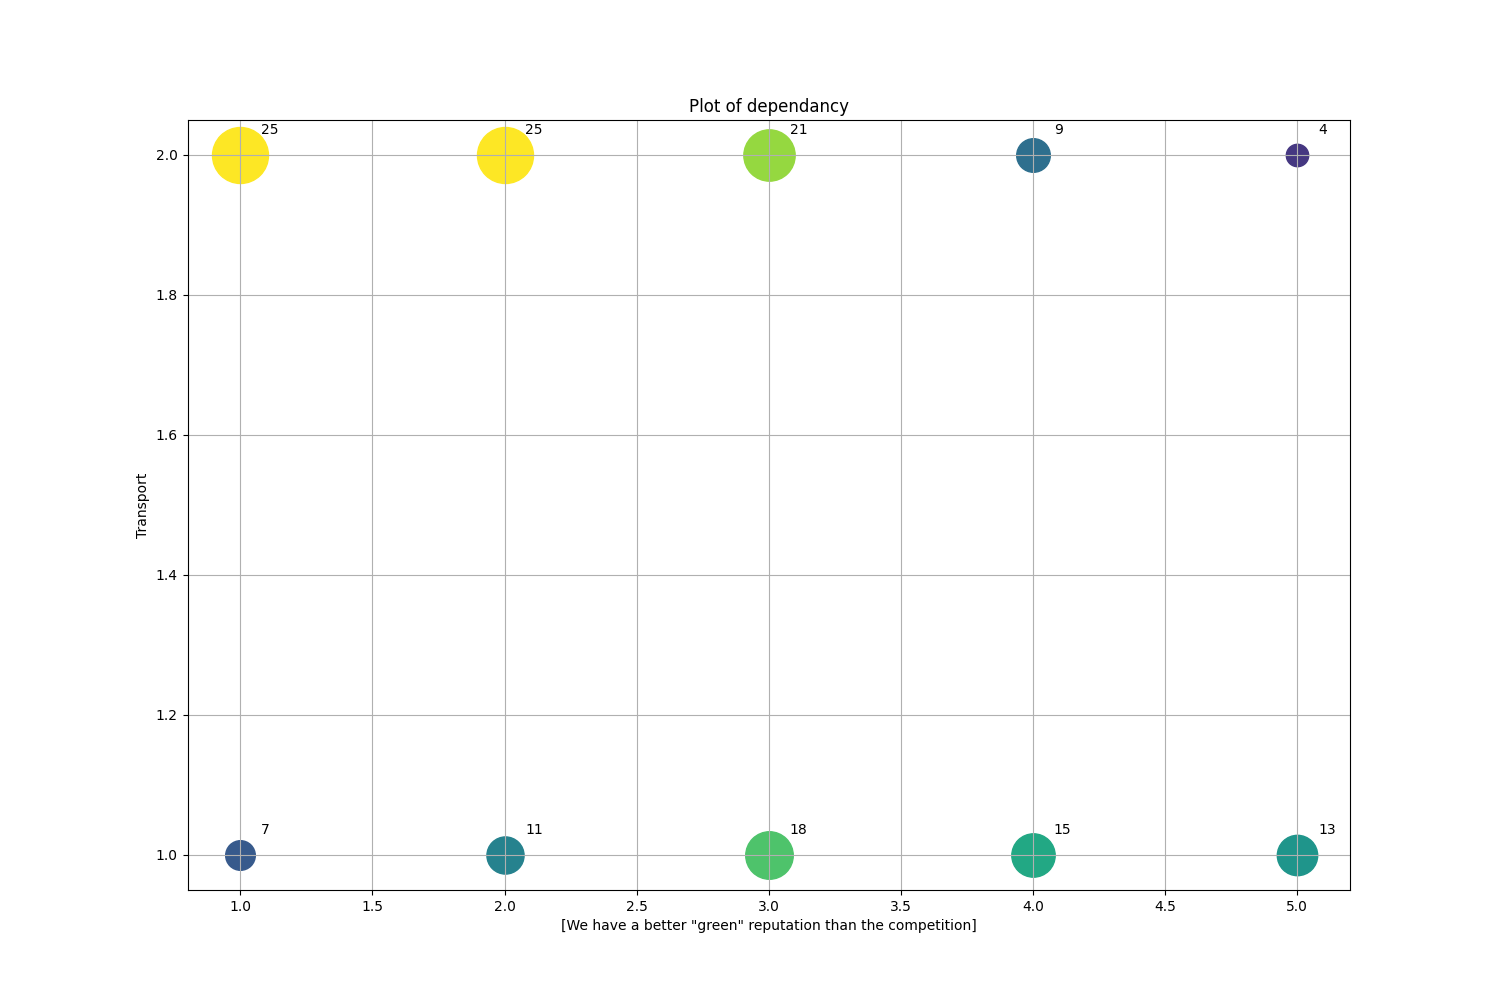 Plot of dependancy
25 25 21 9 4
2.0
1.8
1.6
Transport
1.4
1.2
7 11 18 15 13
1.0
1.0 1.5 2.0 2.5 3.0 3.5 4.0 4.5 5.0
[We have a better "green" reputation than the competition]